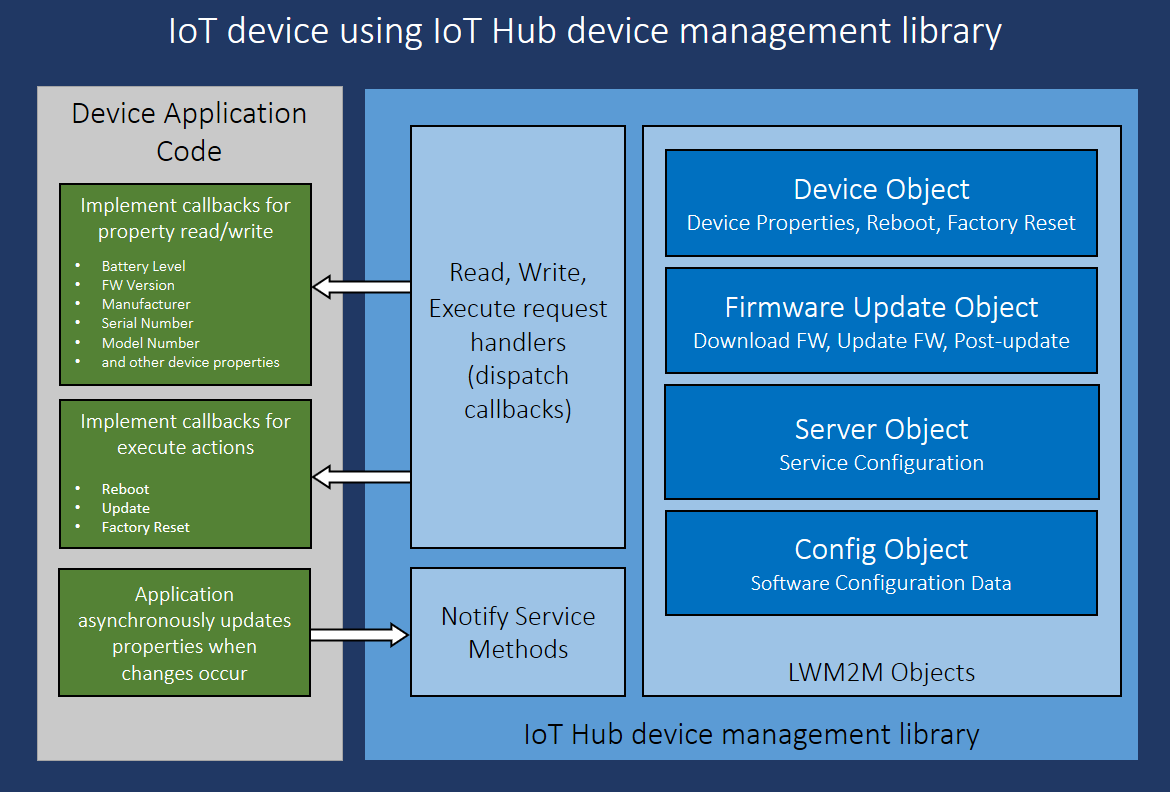 IoT device using IoT Hub device management library
Device Application
Code
Implement callbacks for
property read/write
• Battery Level
• FW Version
• Manufacturer
• Serial Number
• Model Number
• and other device properties
Implement callbacks for
execute actions
• Reboot
• Update
• Factory Reset
Application
asynchronously updates
properties when
changes occur
Read, Write,
Execute request
handlers
(dispatch
callbacks)
Notify Service
Methods
Device Object
Device Properties, Reboot, Factory Reset
Firmware Update Object
Download FW, Update FW, Post-update
Server Object
Service Configuration
Config Object
Software Configuration Data
LWM2M Objects
IoT Hub device management library